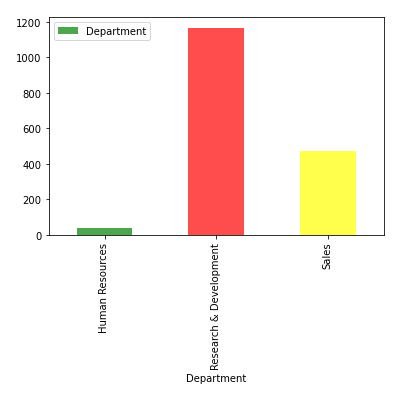 1200
1000
800
600
400
200
0
Department
Human Resources
Research & Development
Sales
Department